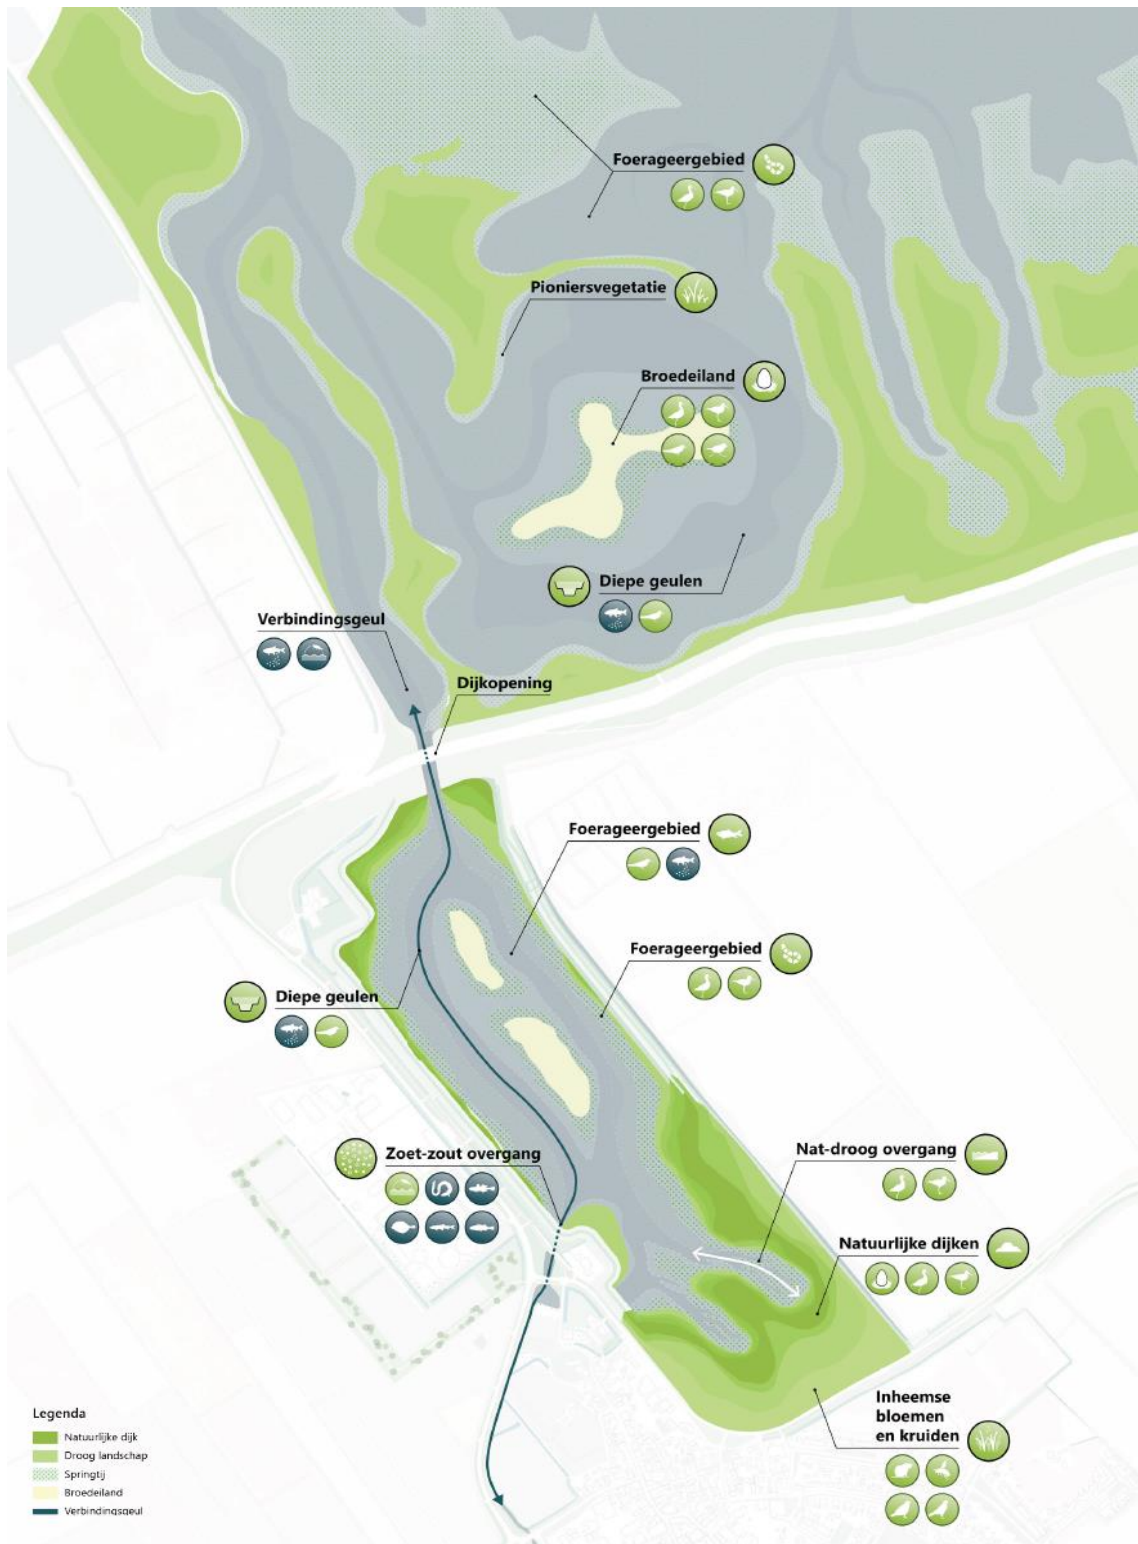 Foerageergebied
Pioniersvegetatie
Broedeiland
Diepe geulen
Verbindingsgeul
Dijkopening
Foerageergebied
Foerageergebied
Diepe geulen
Zoet-zout overgang
Nat-droog overgang
Natuurlijke dijken
Inheemse
bloemen
en kruiden
Legenda
Natuurlijke dijk
Droog landschap
Springtij
Broedeiland
Verbindingsgeul